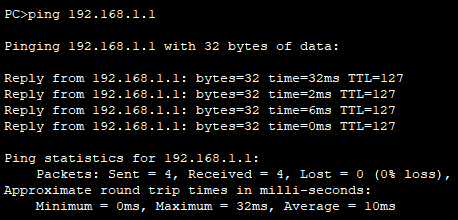 PC>ping 192.168.1.1
Pinging 192.168.1.1 with 32 bytes of data:
Reply from 192.168.1.1: bytes=32 time=32ms TTL=127
Reply from 192.168.1.1: bytes=32 time=2ms TTL=127
Reply from 192.168.1.1: bytes=32 time=6ms TTL=127
Reply from 192.168.1.1: bytes=32 time=0ms TTL=127
Ping statistics for 192.168.1.1:
    Packets: Sent = 4, Received = 4, Lost = 0 (0% loss),
Approximate round trip times in milli-seconds:
    Minimum = 0ms, Maximum = 32ms, Average = 10ms